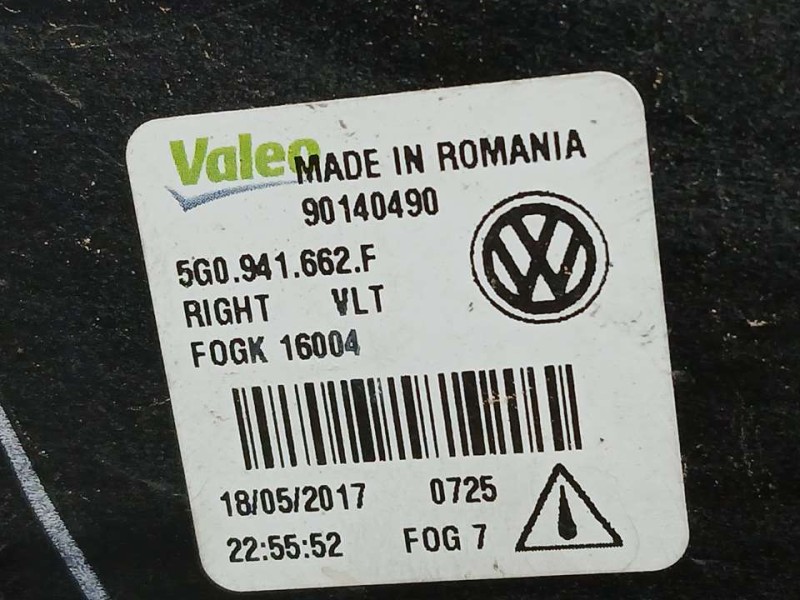 Valeo MADE IN ROMANIA
90140490
5G0.941.662.F
RIGHT VLT
FOGK 16004
18/05/2017 0725
22:55:52 FOG 7